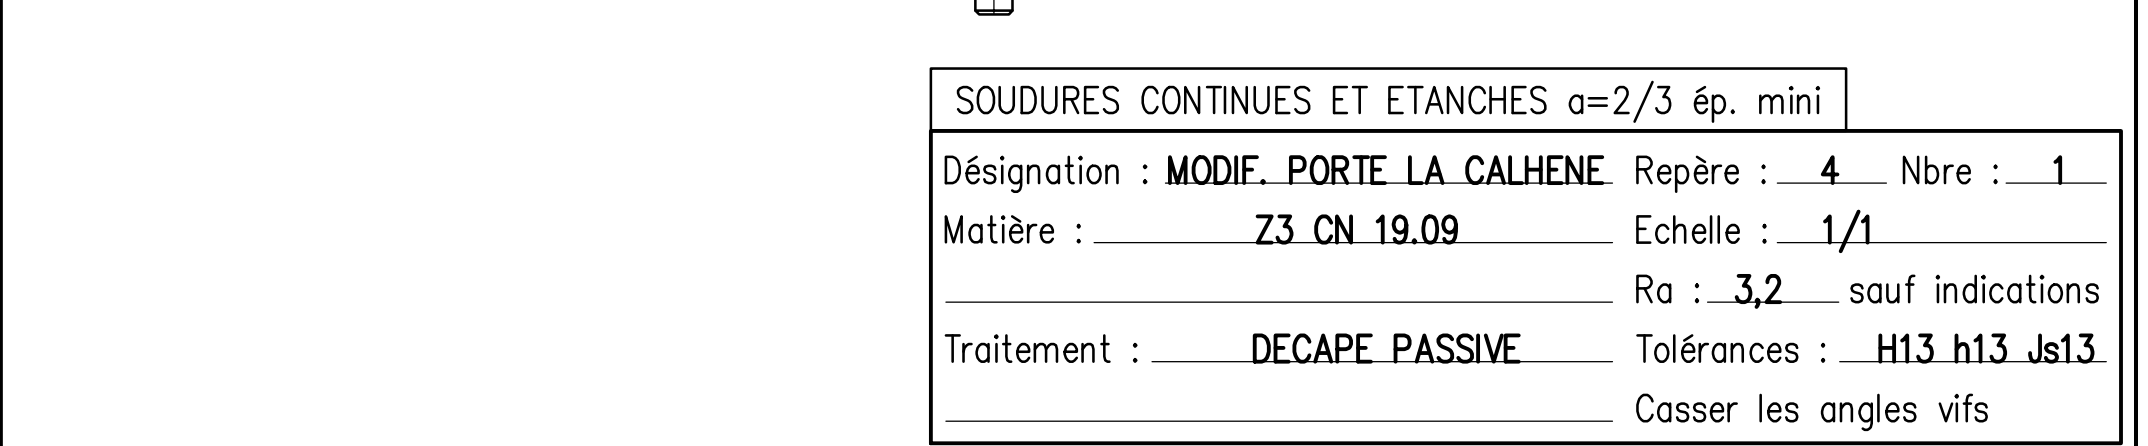 SOUDURES CONTINUES ET ETANCHES a=2/3 ép. mini
Désignation : MODIF. PORTE LA CALHENE Repère : 4 Nbre : 1
Matière : Z3 CN 19.09 Echelle : 1/1
Ra : 3,2 sauf indications
Traitement : DECAPE PASSIVE Tolérances : H13 h13 Js13
Casser les angles vifs